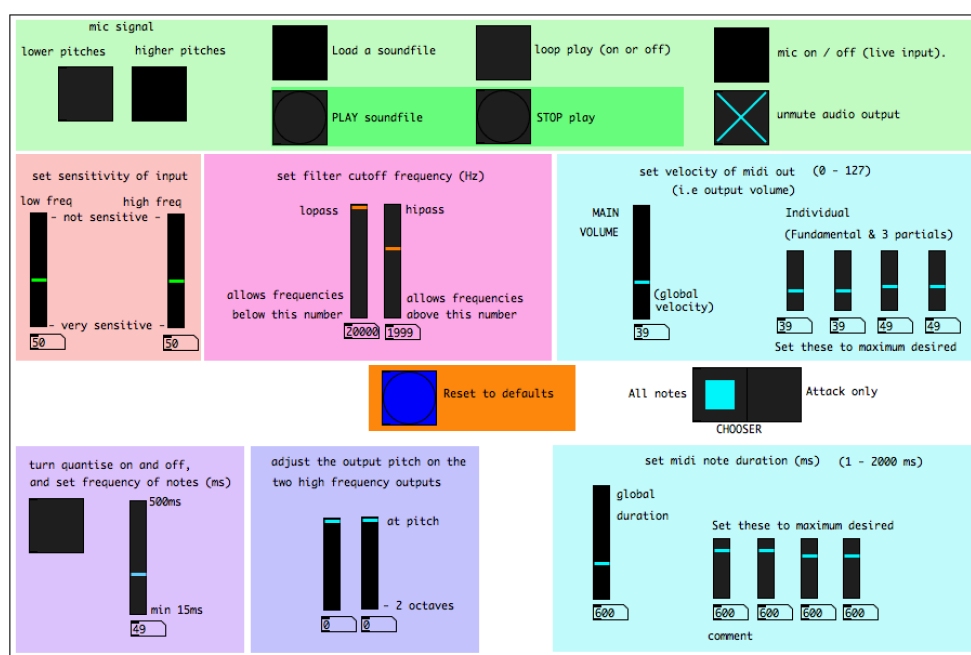 mic signal
lower pitches
higher pitches
Load a soundfile
loop play (on or off)
mic on / off (live input).
PLAY soundfile
STOP play
unmute audio output
set sensitivity of input
low freq
high freq
- not sensitive -
- very sensitive -
50
50
set filter cutoff frequency (Hz)
lopass
hipass
allows frequencies
below this number
allows frequencies
above this number
20000
1999
set velocity of midi out (0 - 127)
(i.e output volume)
MAIN
VOLUME
(global
velocity)
39
Individual
(Fundamental & 3 partials)
39
39
49
49
Set these to maximum desired
Reset to defaults
All notes
Attack only
CHOOSER
turn quantise on and off,
and set frequency of notes (ms)
500ms
min 15ms
49
adjust the output pitch on the
two high frequency outputs
at pitch
- 2 octaves
0
0
set midi note duration (ms) (1 - 2000 ms)
global
duration
600
Set these to maximum desired
600
600
600
600
comment